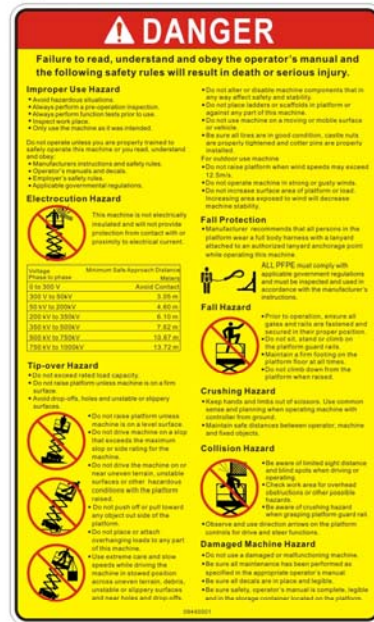 DANGER
Failure to read, understand and obey the operator's manual and
the following safety rules will result in death or serious injury.
Improper Use Hazard
• Avoid hazardous situations.
• Always perform a pre-operation inspection.
• Always perform function tests prior to use.
• Inspect work place.
• Only use the machine as it was intended.
Do not operate unless you are properly trained to
safely operate this machine or you read, understand
and obey:
• Manufacturers instructions and safety rules.
• Operator's manuals and decals.
• Employer's safety rules.
• Applicable governmental regulations.
Electrocution Hazard
This machine is not electrically
insulated and will not provide
protection from contact with or
proximity to electrical current.
Voltage
Phase to phase
Minimum Safe Approach Distance
Meters
0 to 300 V Avoid Contact
300 V to 50kV 3.05 m
50 kV to 200kV 4.60 m
200 kV to 350kV 6.10 m
350 kV to 500kV 7.62 m
500 kV to 750kV 10.67 m
750 kV to 1000kV 13.72 m
Tip-over Hazard
• Do not exceed rated load capacity.
• Do not raise platform unless machine is on a firm
surface.
• Avoid drop-offs, holes and unstable or slippery
surfaces.
• Do not raise platform unless
machine is on a level surface.
• Do not drive machine on a slop
that exceeds the maximum
slop or side rating for the
machine.
• Do not drive the machine on or
near uneven terrain, unstable
surfaces or other hazardous
conditions with the platform
raised.
• Do not push off or pull toward
any object out side of the
platform.
• Do not place or attach
overhanging loads to any part
of this machine.
• Use extreme care and slow
speeds while driving the
machine in stowed position
across uneven terrain, debris,
unstable or slippery surfaces
and near holes and drop-offs.
• Do not alter or disable machine components that in
any way affect safety and stability.
• Do not place ladders or scaffolds in platform or
against any part of this machine.
• Do not use machine on a moving or mobile surface
or vehicle.
• Be sure all tires are in good condition, castle nuts
are properly tightened and cotter pins are properly
installed.
For outdoor use machine
• Do not raise platform when wind speeds may exceed
12.5m/s.
• Do not operate machine in strong or gusty winds.
• Do not increase surface area of platform or load.
Increasing area exposed to wind will decrease
machine stability.
Fall Protection
• Manufacturer recommends that all persons in the
platform wear a full body harness with a lanyard
attached to an authorized lanyard anchorage point
while operating this machine.
ALL PFPE must comply with
applicable government regulations
and must be inspected and used in
accordance with the manufacturer's
instructions.
Fall Hazard
• Prior to operation, ensure all
gates and rails are fastened and
secured in their proper position.
• Do not sit, stand or climb on
the platform guard rails.
• Maintain a firm footing on the
platform floor at all times.
• Do not climb down from the
platform when raised.
Crushing Hazard
• Keep hands and limbs out of scissors. Use common
sense and planning when operating machine with
controller from ground.
• Maintain safe distances between operator, machine
and fixed objects.
Collision Hazard
• Be aware of limited sight distance
and blind spots when driving or
operating.
• Check work area for overhead
obstructions or other possible
hazards.
• Be aware of crushing hazard
when grasping platform guard rail.
• Observe and use direction arrows on the platform
controls for drive and steer functions.
Damaged Machine Hazard
• Do not use a damaged or malfunctioning machine.
• Be sure all maintenance has been performed as
specified in the appropriate operator's manual.
• Be sure all decals are in place and legible.
• Be sure safety, operator's manual is complete, legible
and in the storage container located on the platform.